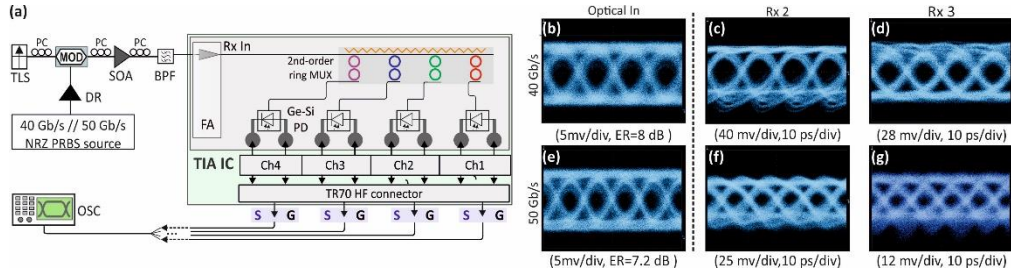 (a)
PC
PC
PC
TLS
MOD
SOA
BPF
DR
40 Gb/s // 50 Gb/s
NRZ PRBS source
Rx In
2nd-order
ring MUX
Ge-Si
PD
FA
TIA IC
Ch4
Ch3
Ch2
Ch1
TR70 HF connector
S G S G S G S G
OSC
Optical In
Rx 2
Rx 3
40 Gb/s
(b)
(c)
(d)
(5mv/div, ER=8 dB )
(40 mv/div,10 ps/div)
(28 mv/div, 10 ps/div)
50 Gb/s
(e)
(f)
(g)
(5mv/div, ER=7.2 dB )
(25 mv/div,10 ps/div)
(12 mv/div, 10 ps/div)